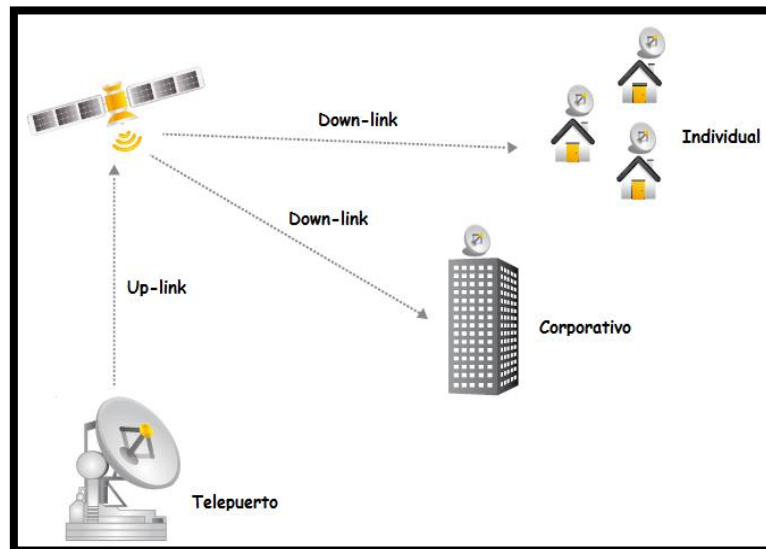 Down-link
Individual
Down-link
Up-link
Corporativo
Telepuerto